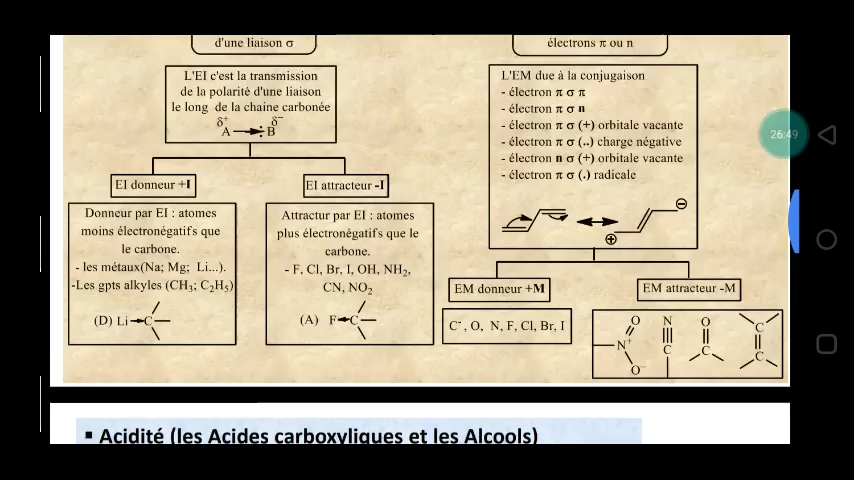 d'une liaison σ
électrons π ou n
L'EI c'est la transmission
de la polarité d'une liaison
le long de la chaine carbonée
δ+ δ−
A B
EI donneur +I
EI attracteur -I
Donneur par EI : atomes
moins électronégatifs que
le carbone.
- les métaux(Na; Mg; Li...).
-Les gpts alkyles (CH3; C2H5)
(D) Li C
Attractur par EI : atomes
plus électronégatif que le
carbone.
- F, Cl, Br, I, OH, NH2,
CN, NO2
(A) F C
L'EM due à la conjugaison
- électron π σ π
- électron π σ n
- électron π σ (+) orbitale vacante
- électron π σ (..) charge négative
- électron n σ (+) orbitale vacante
- électron π σ (.) radicale
⊖
⊕
EM donneur +M
EM attracteur -M
C-, O, N, F, Cl, Br, I
O N O C
N+ C C C
O-
26:49
▪ Acidité (les Acides carboxyliques et les Alcools)